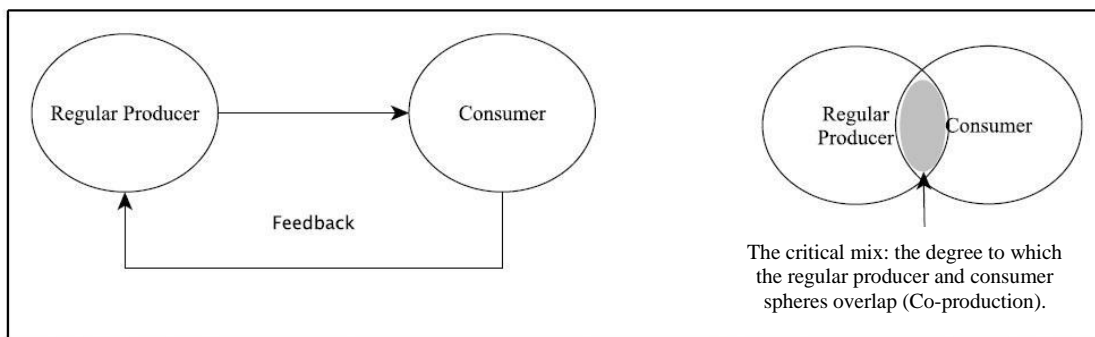 Regular Producer
Consumer
Feedback
Regular
Producer
Consumer
The critical mix: the degree to which
the regular producer and consumer
spheres overlap (Co-production).